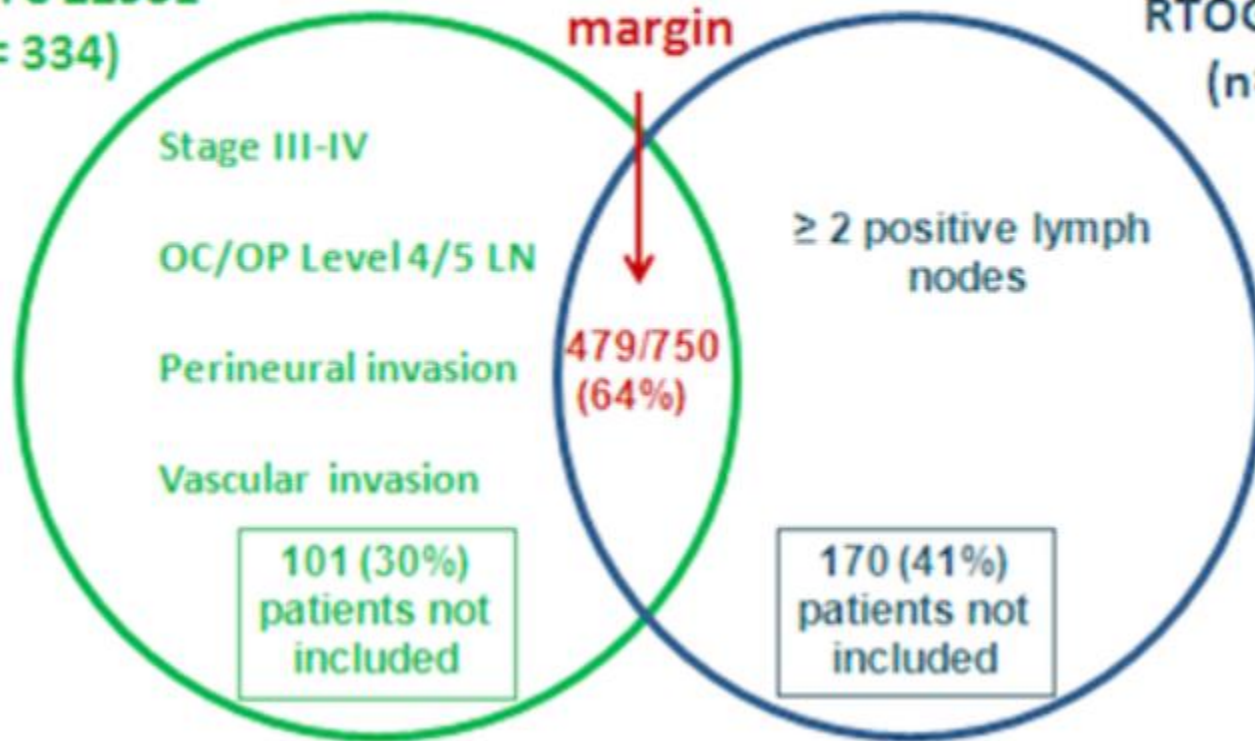 = 334)
margin
RTOG
(n=
Stage III-IV
OC/OP Level 4/5 LN
Perineural invasion
Vascular invasion
101 (30%)
patients not
included
479/750
(64%)
≥ 2 positive lymph
nodes
170 (41%)
patients not
included